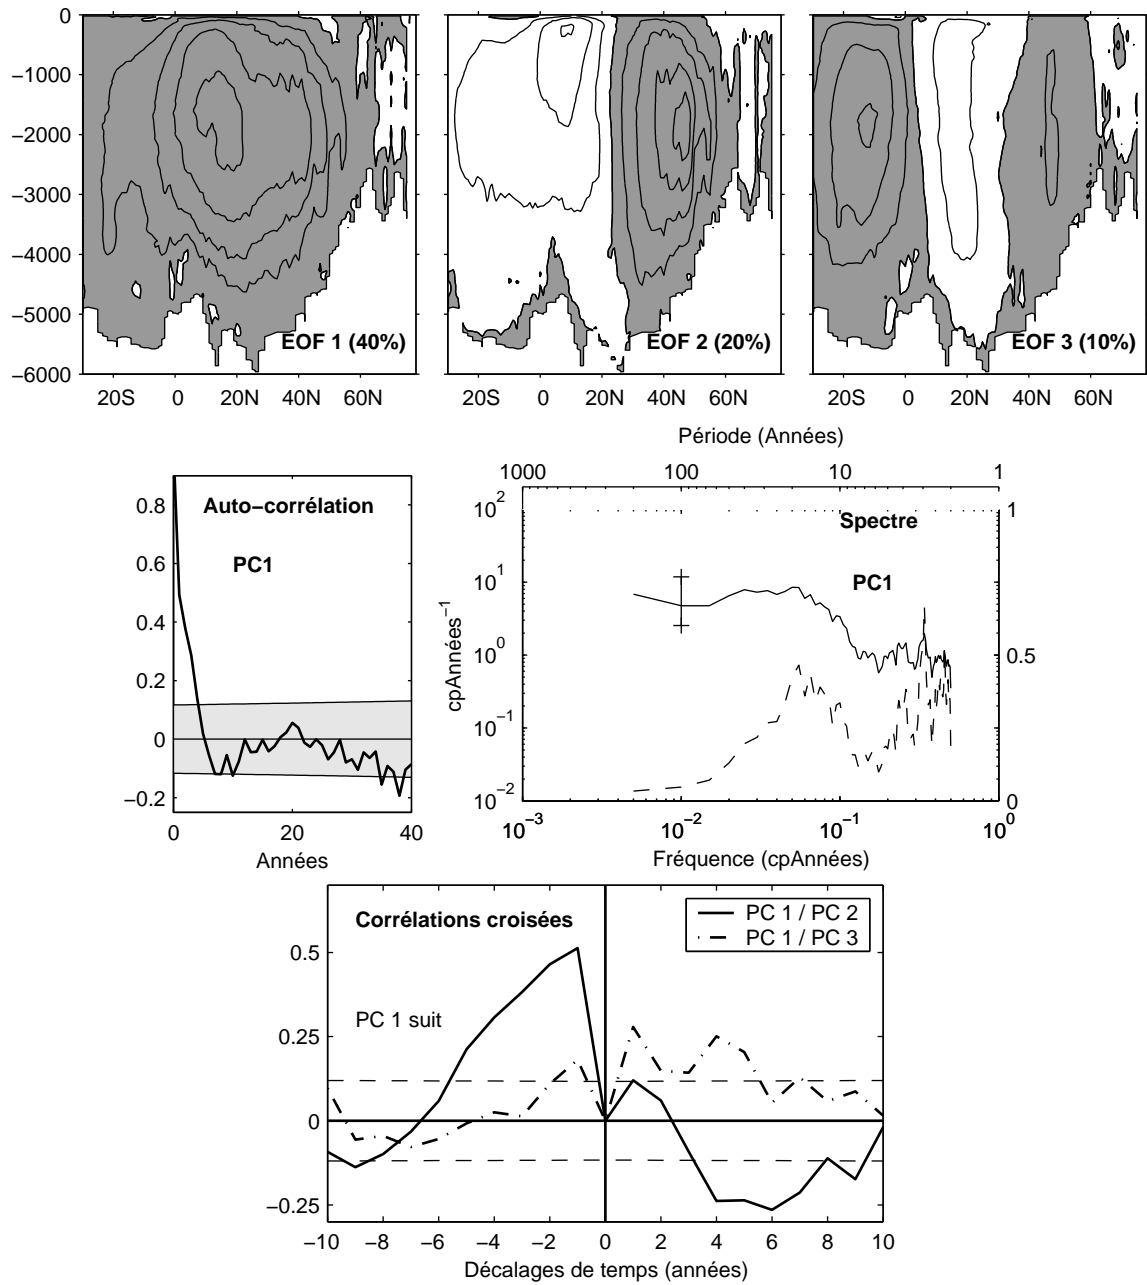 0
−1000
−2000
−3000
−4000
−5000
−6000
EOF 1 (40%)
EOF 2 (20%)
EOF 3 (10%)
20S 0 20N 40N 60N
20S 0 20N 40N 60N
20S 0 20N 40N 60N
Période (Années)
1000 100 10 1
Auto−corrélation
PC1
0.8
0.6
0.4
0.2
0
−0.2
0 20 40
Années
Spectre
PC1
10^2
10^1
10^0
10^−1
10^−2
cpAnnées^−1
1
0.5
0
10^−3 10^−2 10^−1 10^0
Fréquence (cpAnnées)
Corrélations croisées
PC 1 / PC 2
PC 1 / PC 3
PC 1 suit
0.5
0.25
0
−0.25
−10 −8 −6 −4 −2 0 2 4 6 8 10
Décalages de temps (années)